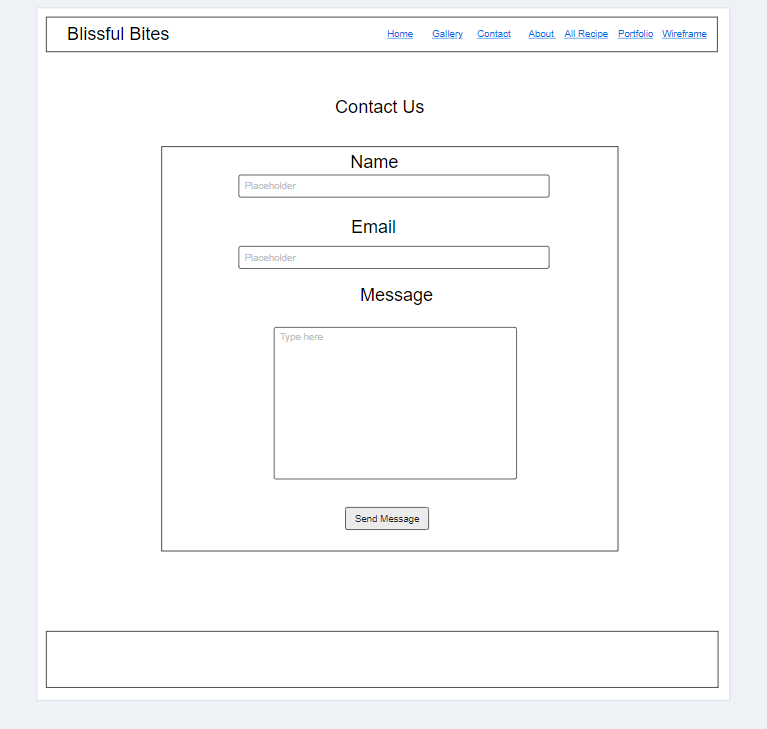 Blissful Bites Home Gallery Contact About All Recipe Portfolio Wireframe
Contact Us
Name
Placeholder
Email
Placeholder
Message
Type here
Send Message